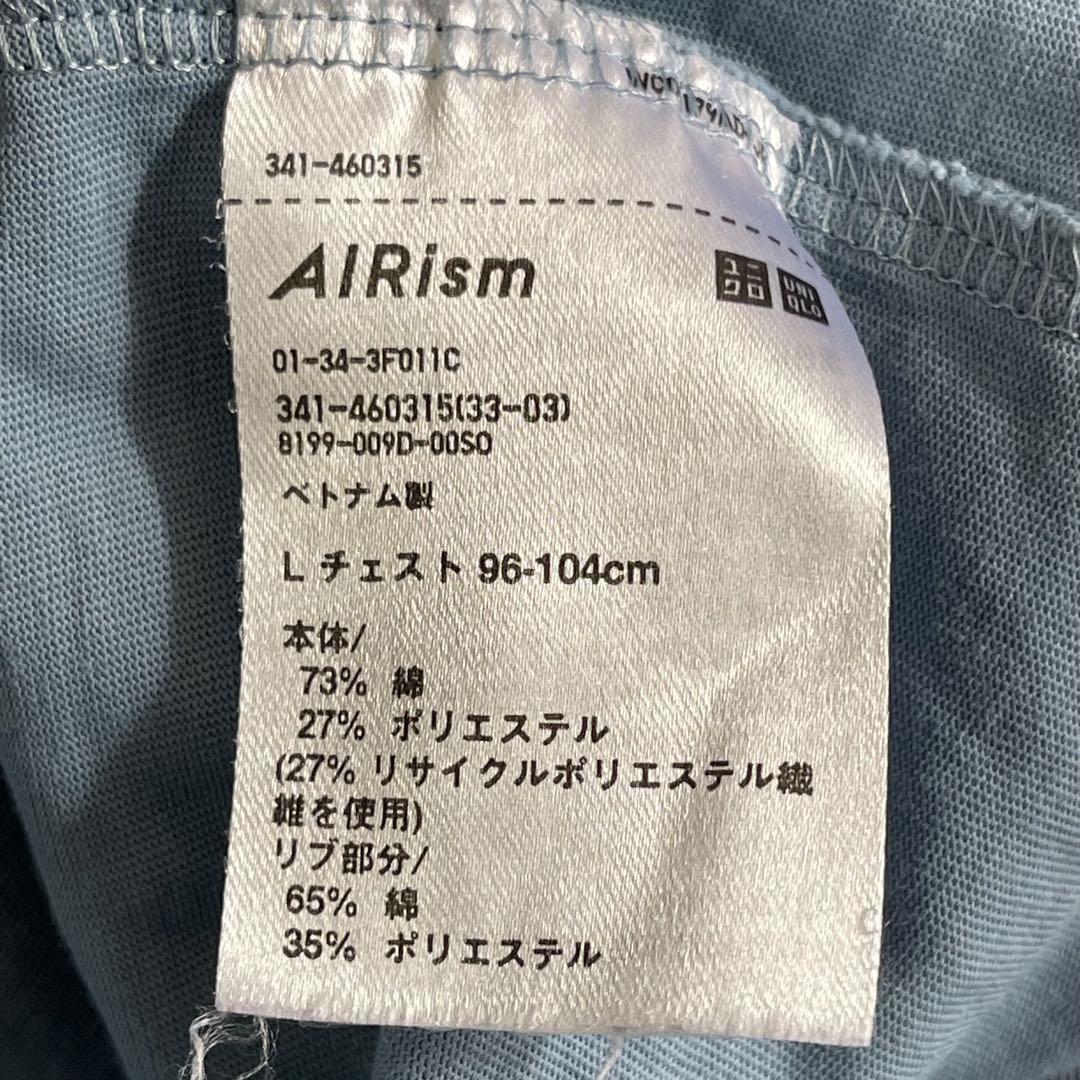 341-460315
AIRism
ユニクロ
UNIQLO
01-34-3F011C
341-460315(33-03)
8199-009D-00SO
ベトナム製
L チェスト 96-104cm
本体/
73% 綿
27% ポリエステル
(27% リサイクルポリエステル繊
維を使用)
リブ部分/
65% 綿
35% ポリエステル